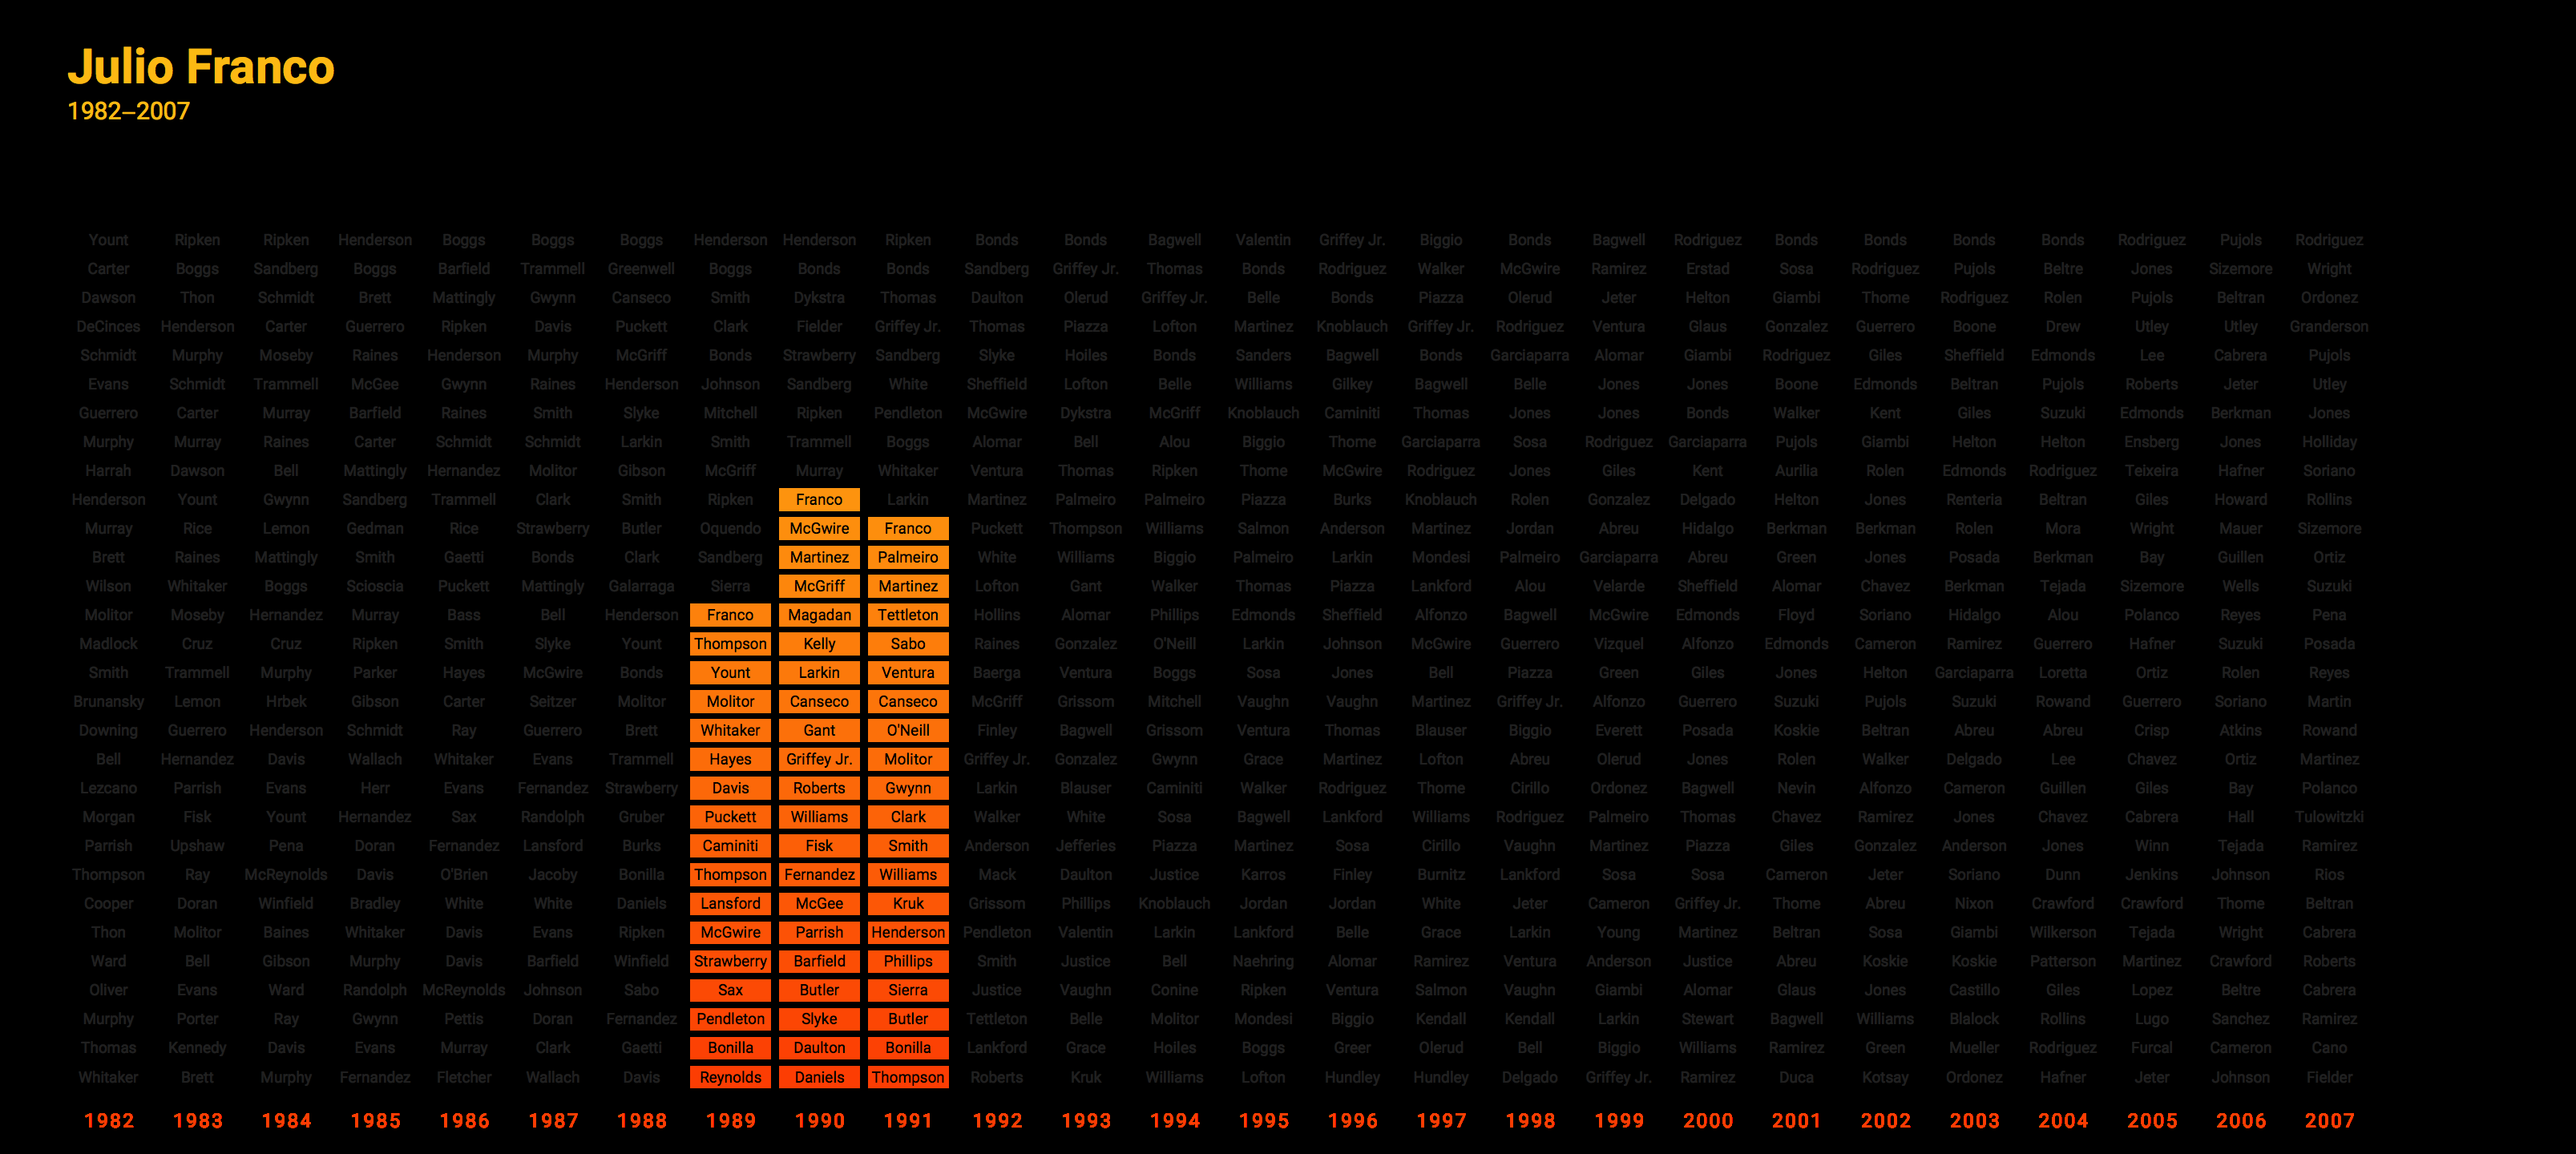 Julio Franco
1982–2007
Yount Ripken Ripken Henderson Boggs Boggs Boggs Henderson Henderson Ripken Bonds Bonds Bagwell Valentin Griffey Jr. Biggio Bonds Bagwell Rodriguez Bonds Bonds Bonds Bonds Rodriguez Pujols Rodriguez
Carter Boggs Sandberg Boggs Barfield Trammell Greenwell Boggs Bonds Bonds Sandberg Griffey Jr. Thomas Bonds Rodriguez Walker McGwire Ramirez Erstad Sosa Rodriguez Pujols Beltre Jones Sizemore Wright
Dawson Thon Schmidt Brett Mattingly Gwynn Canseco Smith Dykstra Thomas Daulton Olerud Griffey Jr. Belle Bonds Piazza Olerud Jeter Helton Giambi Thome Rodriguez Rolen Pujols Beltran Ordonez
DeCinces Henderson Carter Guerrero Ripken Davis Puckett Clark Fielder Griffey Jr. Thomas Piazza Lofton Martinez Knoblauch Griffey Jr. Rodriguez Ventura Glaus Gonzalez Guerrero Boone Drew Utley Utley Granderson
Schmidt Murphy Moseby Raines Henderson Murphy McGriff Bonds Strawberry Sandberg Slyke Hoiles Bonds Sanders Bagwell Bonds Garciaparra Alomar Giambi Rodriguez Giles Sheffield Edmonds Lee Cabrera Pujols
Evans Schmidt Trammell McGee Gwynn Raines Henderson Johnson Sandberg White Sheffield Lofton Belle Williams Gilkey Bagwell Belle Jones Jones Boone Edmonds Beltran Pujols Roberts Jeter Utley
Guerrero Carter Murray Barfield Raines Smith Slyke Mitchell Ripken Pendleton McGwire Dykstra McGriff Knoblauch Caminiti Thomas Jones Jones Bonds Walker Kent Giles Suzuki Edmonds Berkman Jones
Murphy Murray Raines Carter Schmidt Schmidt Larkin Smith Trammell Boggs Alomar Bell Alou Biggio Thome Garciaparra Sosa Rodriguez Garciaparra Pujols Giambi Helton Helton Ensberg Jones Holliday
Harrah Dawson Bell Mattingly Hernandez Molitor Gibson McGriff Murray Whitaker Ventura Thomas Ripken Thome McGwire Rodriguez Jones Giles Kent Aurilia Rolen Edmonds Rodriguez Teixeira Hafner Soriano
Henderson Yount Gwynn Sandberg Trammell Clark Smith Ripken Franco Larkin Martinez Palmeiro Palmeiro Piazza Burks Knoblauch Rolen Gonzalez Delgado Helton Jones Renteria Beltran Giles Howard Rollins
Murray Rice Lemon Gedman Rice Strawberry Butler Oquendo McGwire Franco Puckett Thompson Williams Salmon Anderson Martinez Jordan Abreu Hidalgo Berkman Berkman Rolen Mora Wright Mauer Sizemore
Brett Raines Mattingly Smith Gaetti Bonds Clark Sandberg Martinez Palmeiro White Williams Biggio Palmeiro Larkin Mondesi Palmeiro Garciaparra Abreu Green Jones Posada Berkman Bay Guillen Ortiz
Wilson Whitaker Boggs Scioscia Puckett Mattingly Galarraga Sierra McGriff Martinez Lofton Gant Walker Thomas Piazza Lankford Alou Velarde Sheffield Alomar Chavez Berkman Tejada Sizemore Wells Suzuki
Molitor Moseby Hernandez Murray Bass Bell Henderson Franco Magadan Tettleton Hollins Alomar Phillips Edmonds Sheffield Alfonzo Bagwell McGwire Edmonds Floyd Soriano Hidalgo Alou Polanco Reyes Pena
Madlock Cruz Cruz Ripken Smith Slyke Yount Thompson Kelly Sabo Raines Gonzalez O'Neill Larkin Johnson McGwire Guerrero Vizquel Alfonzo Edmonds Cameron Ramirez Guerrero Hafner Suzuki Posada
Smith Trammell Murphy Parker Hayes McGwire Bonds Yount Larkin Ventura Baerga Ventura Boggs Sosa Jones Bell Piazza Green Giles Jones Helton Garciaparra Loretta Ortiz Rolen Reyes
Brunansky Lemon Hrbek Gibson Carter Seitzer Molitor Molitor Canseco Canseco McGriff Grissom Mitchell Vaughn Vaughn Martinez Griffey Jr. Alfonzo Guerrero Suzuki Pujols Suzuki Rowand Guerrero Soriano Martin
Downing Guerrero Henderson Schmidt Ray Guerrero Brett Whitaker Gant O'Neill Finley Bagwell Grissom Ventura Thomas Blauser Biggio Everett Posada Koskie Beltran Abreu Abreu Crisp Atkins Rowand
Bell Hernandez Davis Wallach Whitaker Evans Trammell Hayes Griffey Jr. Molitor Griffey Jr. Gonzalez Gwynn Grace Martinez Lofton Abreu Olerud Jones Rolen Walker Delgado Lee Chavez Ortiz Martinez
Lezcano Parrish Evans Herr Evans Fernandez Strawberry Davis Roberts Gwynn Larkin Blauser Caminiti Walker Rodriguez Thome Cirillo Ordonez Bagwell Nevin Alfonzo Cameron Guillen Giles Bay Polanco
Morgan Fisk Yount Hernandez Sax Randolph Gruber Puckett Williams Clark Walker White Sosa Bagwell Lankford Williams Rodriguez Palmeiro Thomas Chavez Ramirez Jones Chavez Cabrera Hall Tulowitzki
Parrish Upshaw Pena Doran Fernandez Lansford Burks Caminiti Fisk Smith Anderson Jefferies Piazza Martinez Sosa Cirillo Vaughn Martinez Piazza Giles Gonzalez Anderson Jones Winn Tejada Ramirez
Thompson Ray McReynolds Davis O'Brien Jacoby Bonilla Thompson Fernandez Williams Mack Daulton Justice Karros Finley Burnitz Lankford Sosa Sosa Cameron Jeter Soriano Dunn Jenkins Johnson Rios
Cooper Doran Winfield Bradley White White Daniels Lansford McGee Kruk Grissom Phillips Knoblauch Jordan Jordan White Jeter Cameron Griffey Jr. Thome Abreu Nixon Crawford Crawford Thome Beltran
Thon Molitor Baines Whitaker Davis Evans Ripken McGwire Parrish Henderson Pendleton Valentin Larkin Lankford Belle Grace Larkin Young Martinez Beltran Sosa Giambi Wilkerson Tejada Wright Cabrera
Ward Bell Gibson Murphy Davis Barfield Winfield Strawberry Barfield Phillips Smith Justice Bell Naehring Alomar Ramirez Ventura Anderson Justice Abreu Koskie Koskie Patterson Martinez Crawford Roberts
Oliver Evans Ward Randolph McReynolds Johnson Sabo Sax Butler Sierra Justice Vaughn Conine Ripken Ventura Salmon Vaughn Giambi Alomar Glaus Jones Castillo Giles Lopez Beltre Cabrera
Murphy Porter Ray Gwynn Pettis Doran Fernandez Pendleton Slyke Butler Tettleton Belle Molitor Mondesi Biggio Kendall Kendall Larkin Stewart Bagwell Williams Blalock Rollins Lugo Sanchez Ramirez
Thomas Kennedy Davis Evans Murray Clark Gaetti Bonilla Daulton Bonilla Lankford Grace Hoiles Boggs Greer Olerud Bell Biggio Williams Ramirez Green Mueller Rodriguez Furcal Cameron Cano
Whitaker Brett Murphy Fernandez Fletcher Wallach Davis Reynolds Daniels Thompson Roberts Kruk Williams Lofton Hundley Hundley Delgado Griffey Jr. Ramirez Duca Kotsay Ordonez Hafner Jeter Johnson Fielder
1982 1983 1984 1985 1986 1987 1988 1989 1990 1991 1992 1993 1994 1995 1996 1997 1998 1999 2000 2001 2002 2003 2004 2005 2006 2007